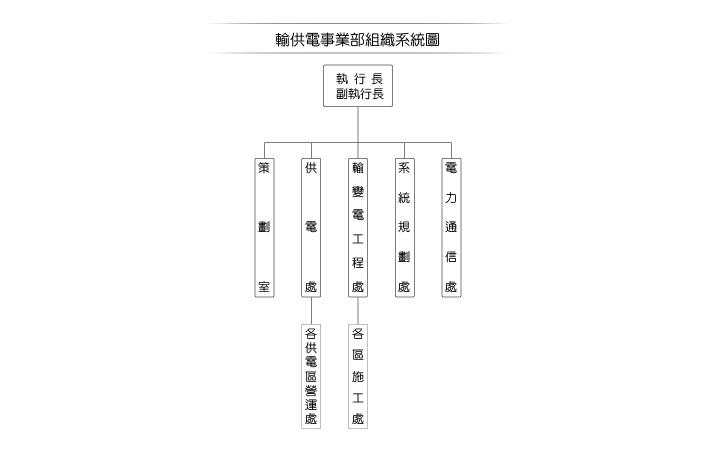 輸供電事業部組織系統圖
執行長
副執行長
策劃室
供電處
輸變電工程處
系統規劃處
電力通信處
各供電區營運處
各區施工處